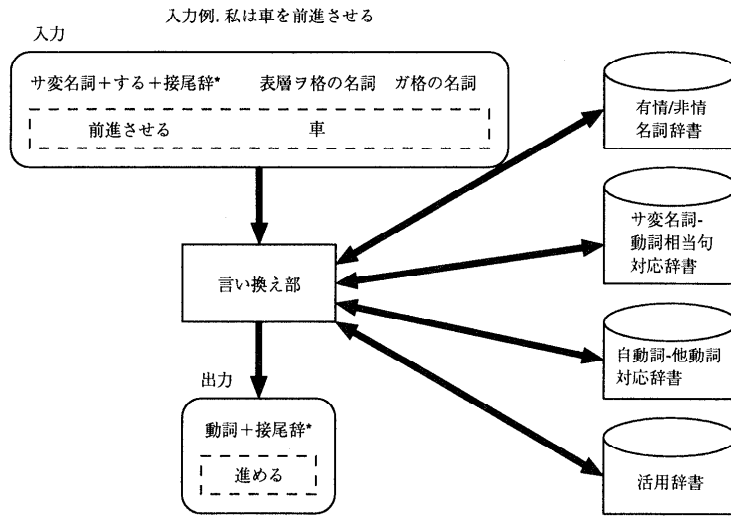 入力例. 私は車を前進させる
入力
サ変名詞+する+接尾辞* 表層ヲ格の名詞 ガ格の名詞
前進させる 車
言い換え部
出力
動詞+接尾辞*
進める
有情/非情
名詞辞書
サ変名詞-
動詞相当句
対応辞書
自動詞-他動詞
対応辞書
活用辞書